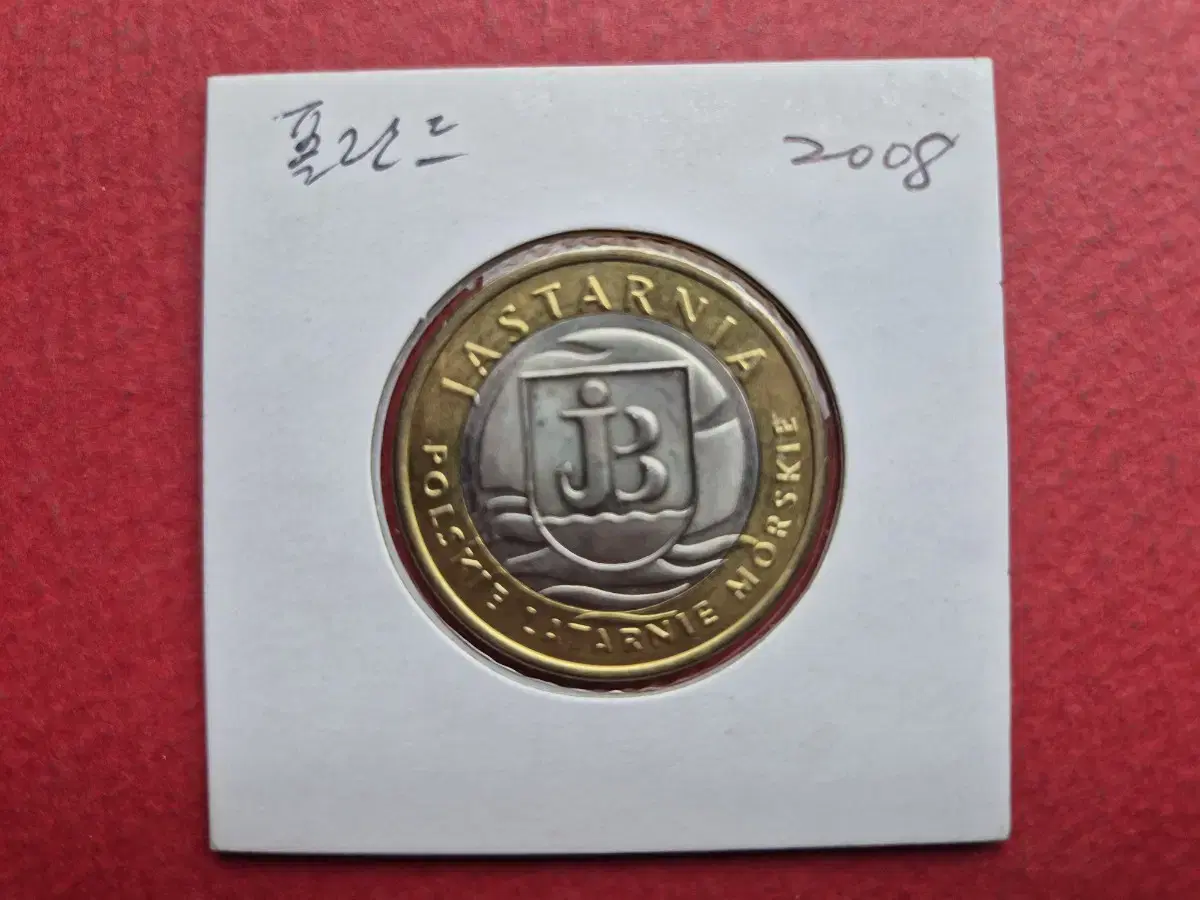 폴란드 2008
JASTARNIA
jB
POLSKIE LATARNIE MORSKIE